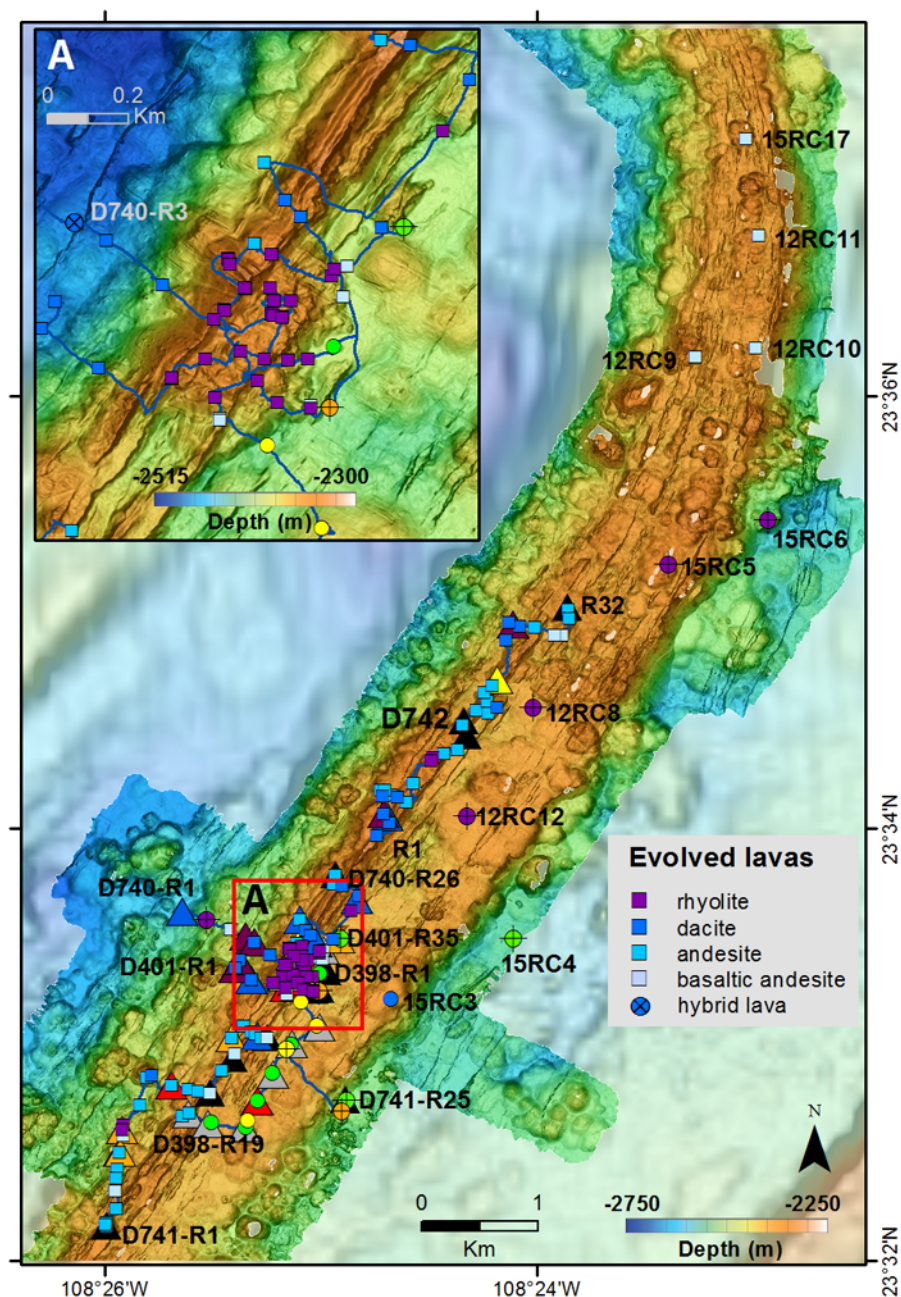 A
0 0.2
Km
D740-R3
-2515 -2300
Depth (m)
15RC17
12RC11
12RC10
12RC9
23°36'N
15RC6
15RC5
R32
12RC8
D742
12RC12
23°34'N
R1
D740-R26
D740-R1
A
D401-R35
D401-R1
D398-R1
15RC4
15RC3
Evolved lavas
rhyolite
dacite
andesite
basaltic andesite
hybrid lava
D741-R25
D398-R19
N
D741-R1
0 1
Km
-2750 -2250
Depth (m)
23°32'N
108°26'W 108°24'W